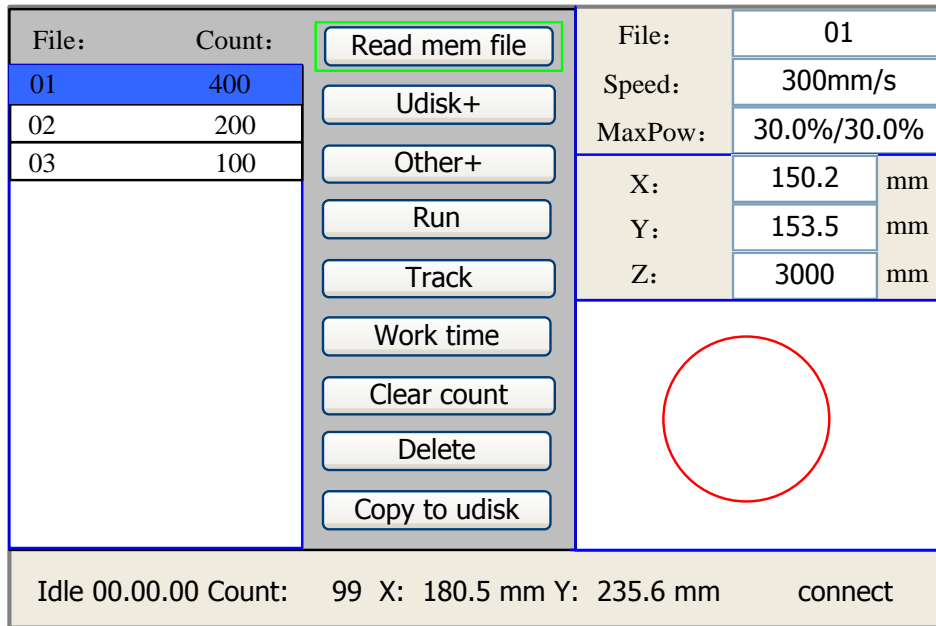 File： Count：
01 400
02 200
03 100
Read mem file
Udisk+
Other+
Run
Track
Work time
Clear count
Delete
Copy to udisk
File： 01
Speed： 300mm/s
MaxPow： 30.0%/30.0%
X： 150.2 mm
Y： 153.5 mm
Z： 3000 mm
Idle 00.00.00 Count: 99 X: 180.5 mm Y: 235.6 mm connect